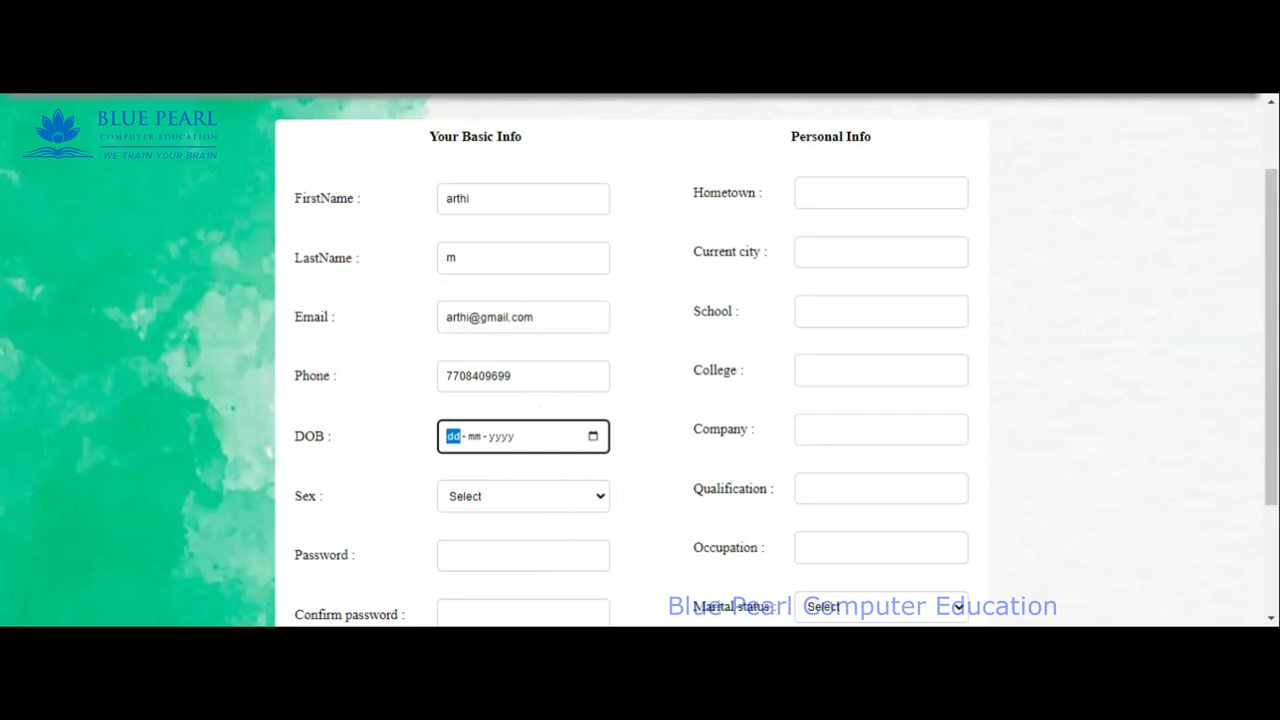 BLUE PEARL
COMPUTER EDUCATION
WE TRAIN YOUR BRAIN
Your Basic Info
FirstName : arthi
LastName : m
Email : arthi@gmail.com
Phone : 7708409699
DOB : dd-mm-yyyy
Sex : Select
Password :
Confirm password :
Personal Info
Hometown :
Current city :
School :
College :
Company :
Qualification :
Occupation :
Marital status : Select
Blue Pearl Computer Education